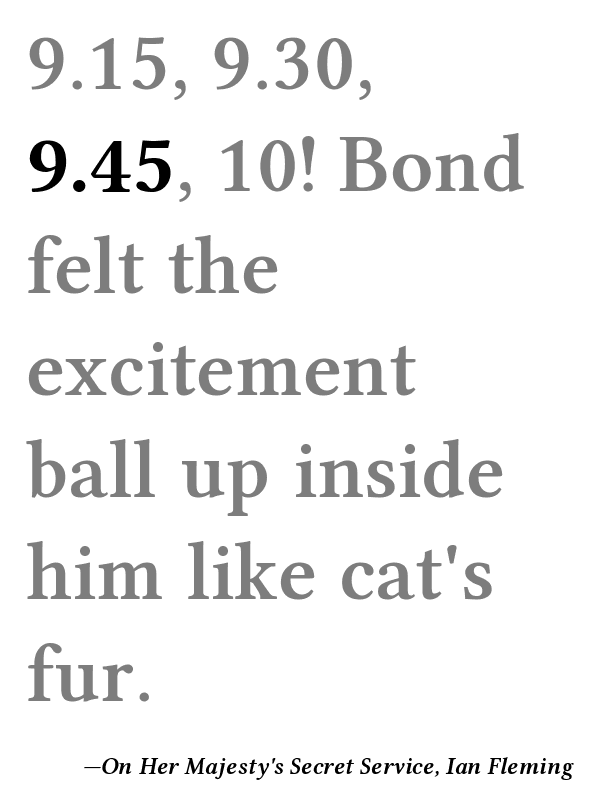 9.15, 9.30,
9.45, 10! Bond
felt the
excitement
ball up inside
him like cat's
fur.
—On Her Majesty's Secret Service, Ian Fleming